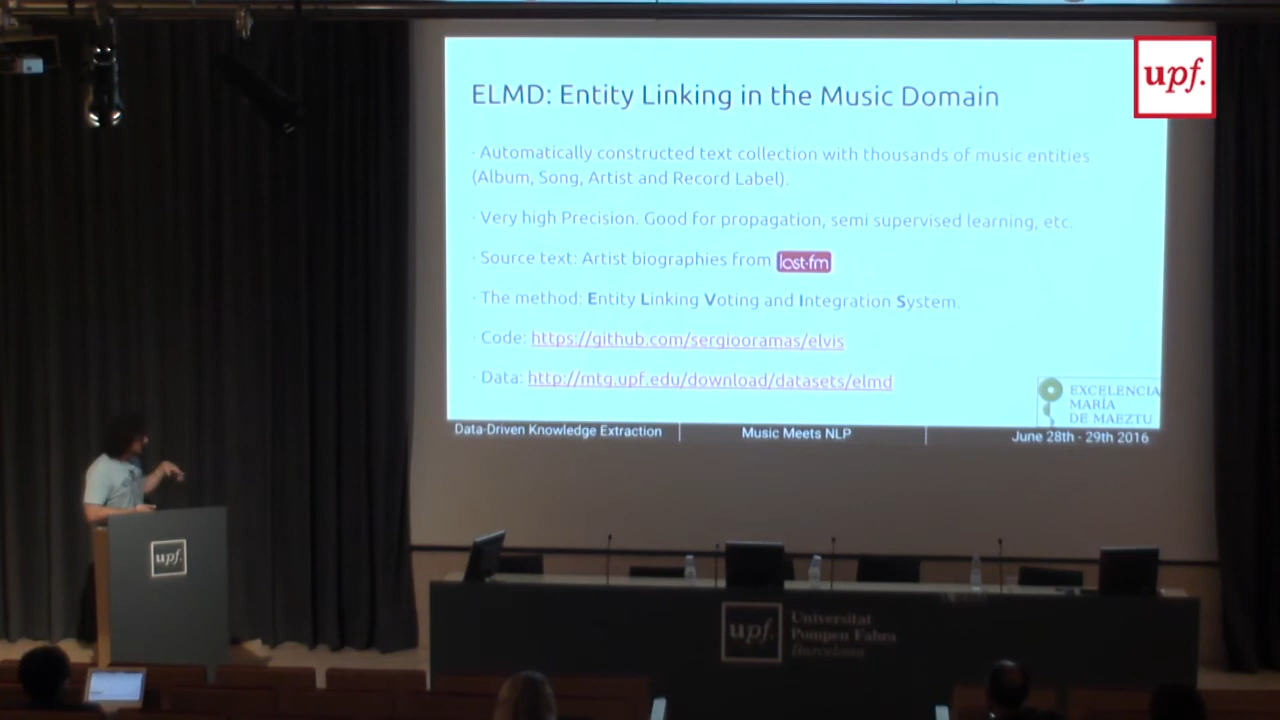 upf.
ELMD: Entity Linking in the Music Domain
· Automatically constructed text collection with thousands of music entities
(Album, Song, Artist and Record Label).
· Very high Precision. Good for propagation, semi supervised learning, etc.
· Source text: Artist biographies from last.fm
· The method: Entity Linking Voting and Integration System.
· Code: https://github.com/sergiooramas/elvis
· Data: http://mtg.upf.edu/download/datasets/elmd
EXCELENCIA
MARÍA
DE MAEZTU
Data-Driven Knowledge Extraction | Music Meets NLP | June 28th - 29th 2016
upf.
upf.
Universitat
Pompeu Fabra
Barcelona